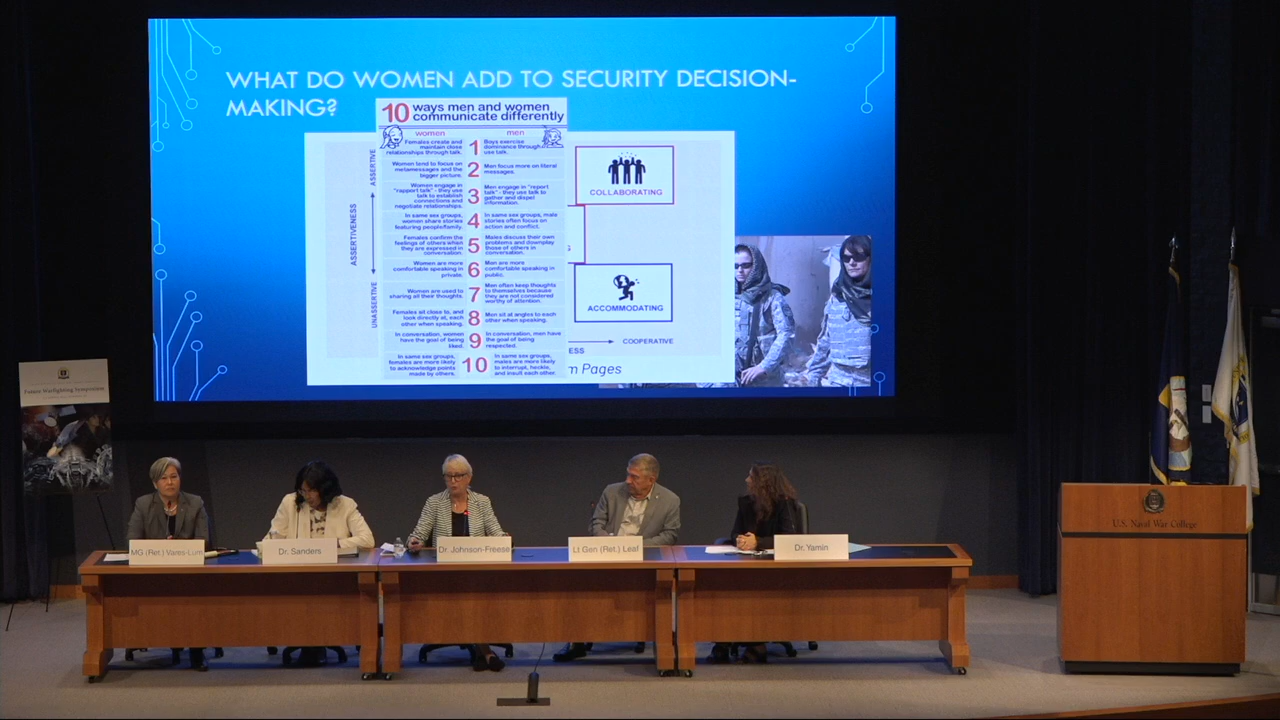 WHAT DO WOMEN ADD TO SECURITY DECISION-
MAKING?
10 ways men and women
communicate differently
women men
Females create and
maintain close
relationships through talk.
1
Boys exercise
dominance through
use talk.
Women tend to focus on
metamessages and the
bigger picture.
2
Men focus more on literal
messages.
Women engage in
"rapport talk" - they use
talk to establish
connections and
negotiate relationships.
3
Men engage in "report
talk" - they use talk to
gather and dispel
information.
In same sex groups,
women share stories
featuring people/family.
4
In same sex groups, male
stories often focus on
action and conflict.
Females confirm the
feelings of others when
they are expressed in
conversation.
5
Males discuss their own
problems and downplay
those of others in
conversation.
Women are more
comfortable speaking in
private.
6
Men are more
comfortable speaking in
public.
Women are used to
sharing all their thoughts.
7
Men often keep thoughts
to themselves because
they are not considered
worthy of attention.
Females sit close to, and
look directly at, each
other when speaking.
8
Men sit at angles to each
other when speaking.
In conversation, women
have the goal of being
liked.
9
In conversation, men have
the goal of being
respected.
In same sex groups,
females are more likely
to acknowledge points
made by others.
10
In same sex groups,
males are more likely
to interrupt, heckle,
and insult each other.
ASSERTIVE
ASSERTIVENESS
UNASSERTIVE
COLLABORATING
ACCOMMODATING
COOPERATIVE
ESS
m Pages
Future Warfighting Symposium
MG (Ret.) Vares-Lum
Dr. Sanders
Dr. Johnson-Freese
Lt Gen (Ret.) Leaf
Dr. Yamin
U.S. Naval War College